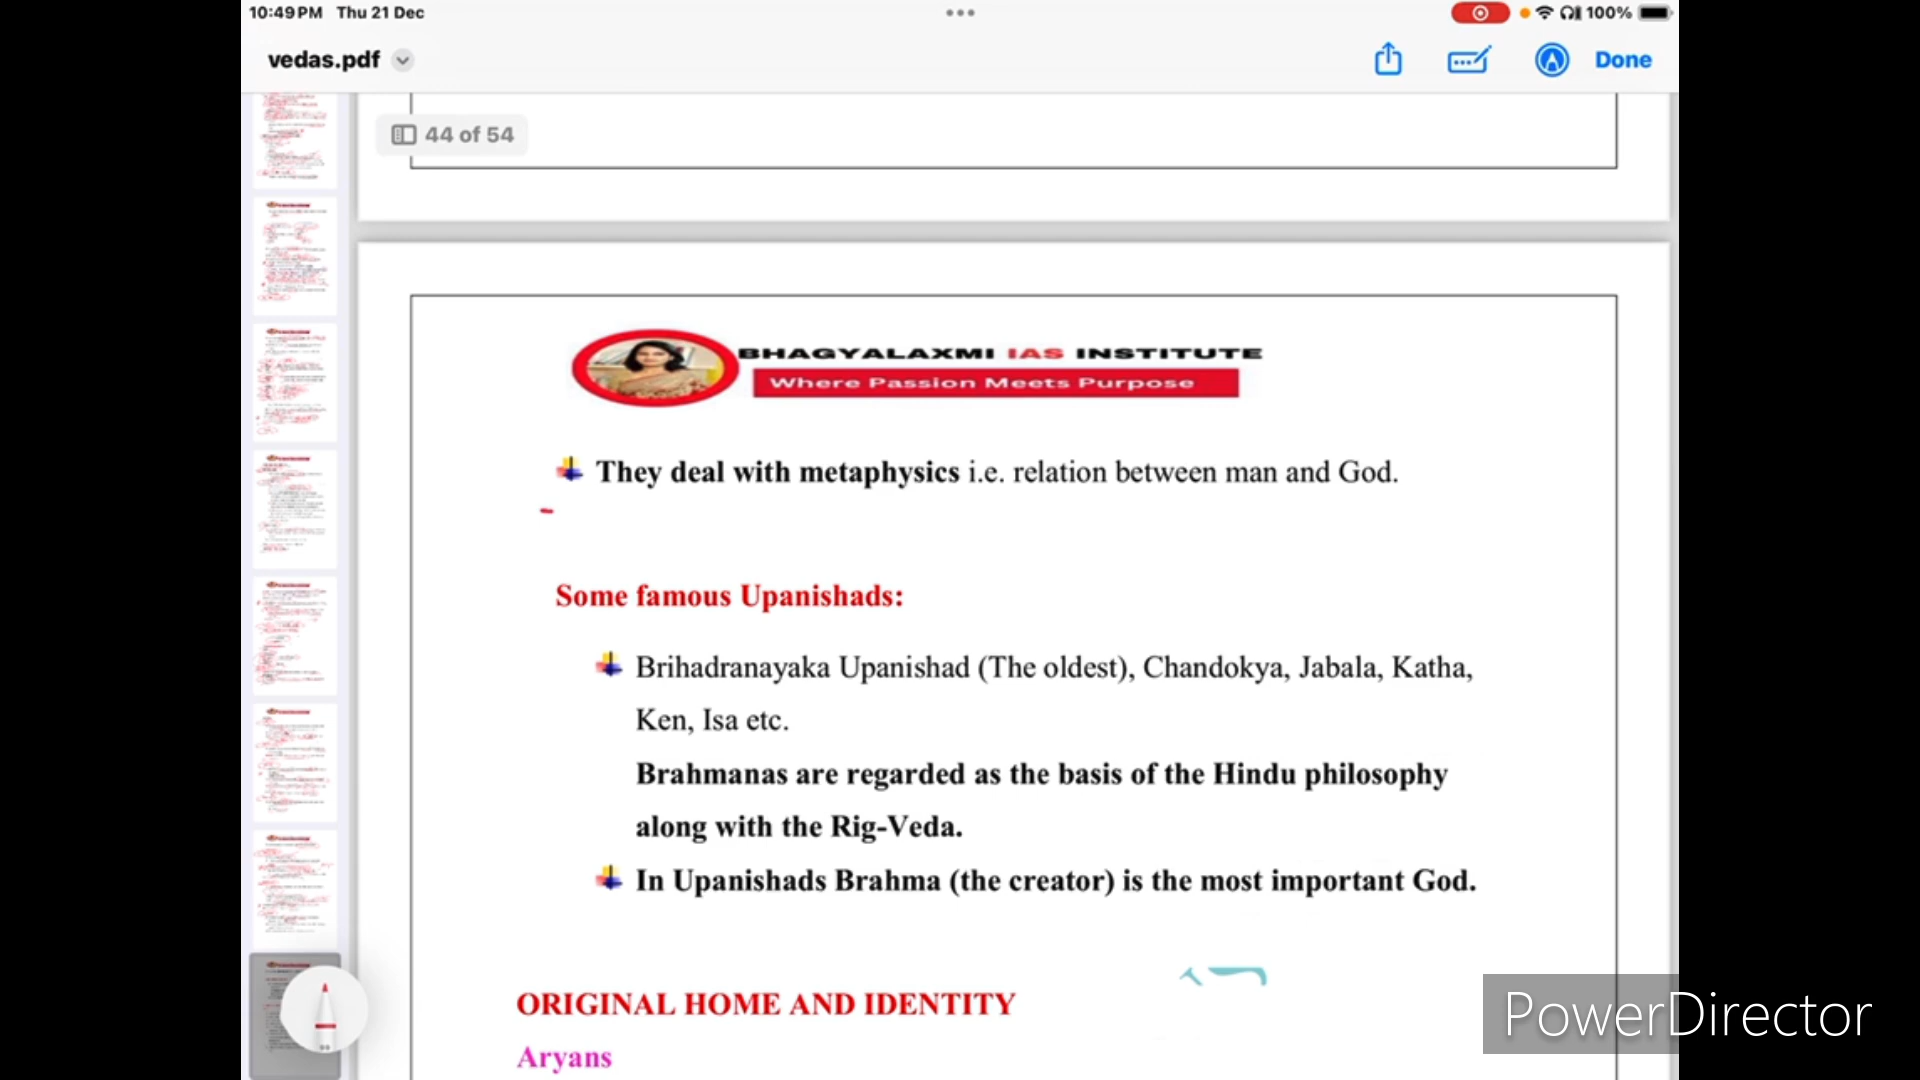 10:49 PM Thu 21 Dec
100%
vedas.pdf
Done
44 of 54
BHAGYALAXMI IAS INSTITUTE
Where Passion Meets Purpose
They deal with metaphysics i.e. relation between man and God.
Some famous Upanishads:
Brihadranayaka Upanishad (The oldest), Chandokya, Jabala, Katha,
Ken, Isa etc.
Brahmanas are regarded as the basis of the Hindu philosophy
along with the Rig-Veda.
In Upanishads Brahma (the creator) is the most important God.
ORIGINAL HOME AND IDENTITY
Aryans
PowerDirector